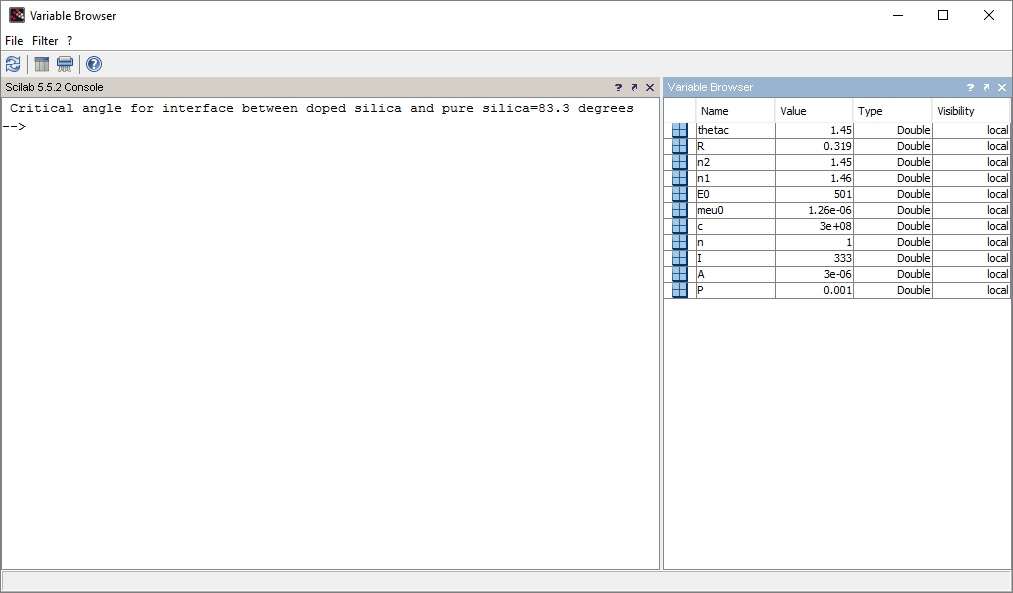 Variable Browser
File Filter ?
Scilab 5.5.2 Console
Critical angle for interface between doped silica and pure silica=83.3 degrees
-->
Variable Browser
Name Value Type Visibility
thetac 1.45 Double local
R 0.319 Double local
n2 1.45 Double local
n1 1.46 Double local
E0 501 Double local
meu0 1.26e-06 Double local
c 3e+08 Double local
n 1 Double local
I 333 Double local
A 3e-06 Double local
P 0.001 Double local